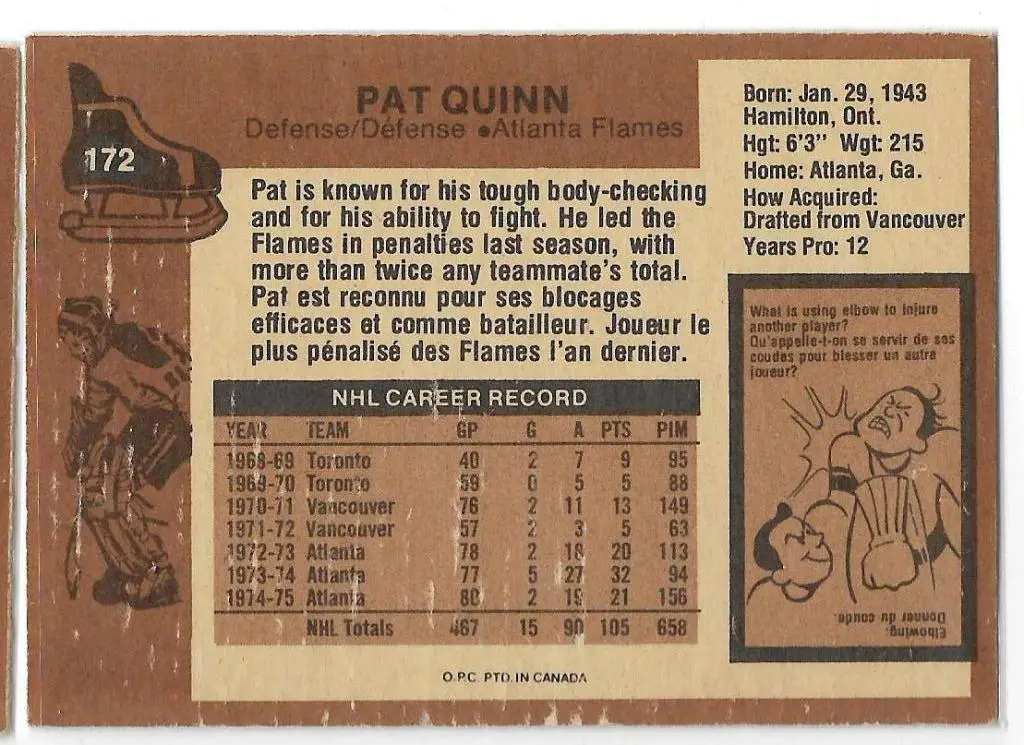 172
PAT QUINN
Defense/Défense ●Atlanta Flames
Pat is known for his tough body-checking
and for his ability to fight. He led the
Flames in penalties last season, with
more than twice any teammate's total.
Pat est reconnu pour ses blocages
efficaces et comme batailleur. Joueur le
plus pénalisé des Flames l'an dernier.
Born: Jan. 29, 1943
Hamilton, Ont.
Hgt: 6'3" Wgt: 215
Home: Atlanta, Ga.
How Acquired:
Drafted from Vancouver
Years Pro: 12
NHL CAREER RECORD
YEAR TEAM GP G A PTS PIM
1968-69 Toronto 40 2 7 9 95
1969-70 Toronto 59 0 5 5 88
1970-71 Vancouver 76 2 11 13 149
1971-72 Vancouver 57 2 3 5 63
1972-73 Atlanta 78 2 18 20 113
1973-74 Atlanta 77 5 27 32 94
1974-75 Atlanta 80 2 19 21 156
NHL Totals 467 15 90 105 658
What is using elbow to injure
another player?
Qu'appelle-t-on se servir de ses
coudes pour blesser un autre
joueur?
Elbowing
Donner du coude.
O.P.C. PTD. IN CANADA